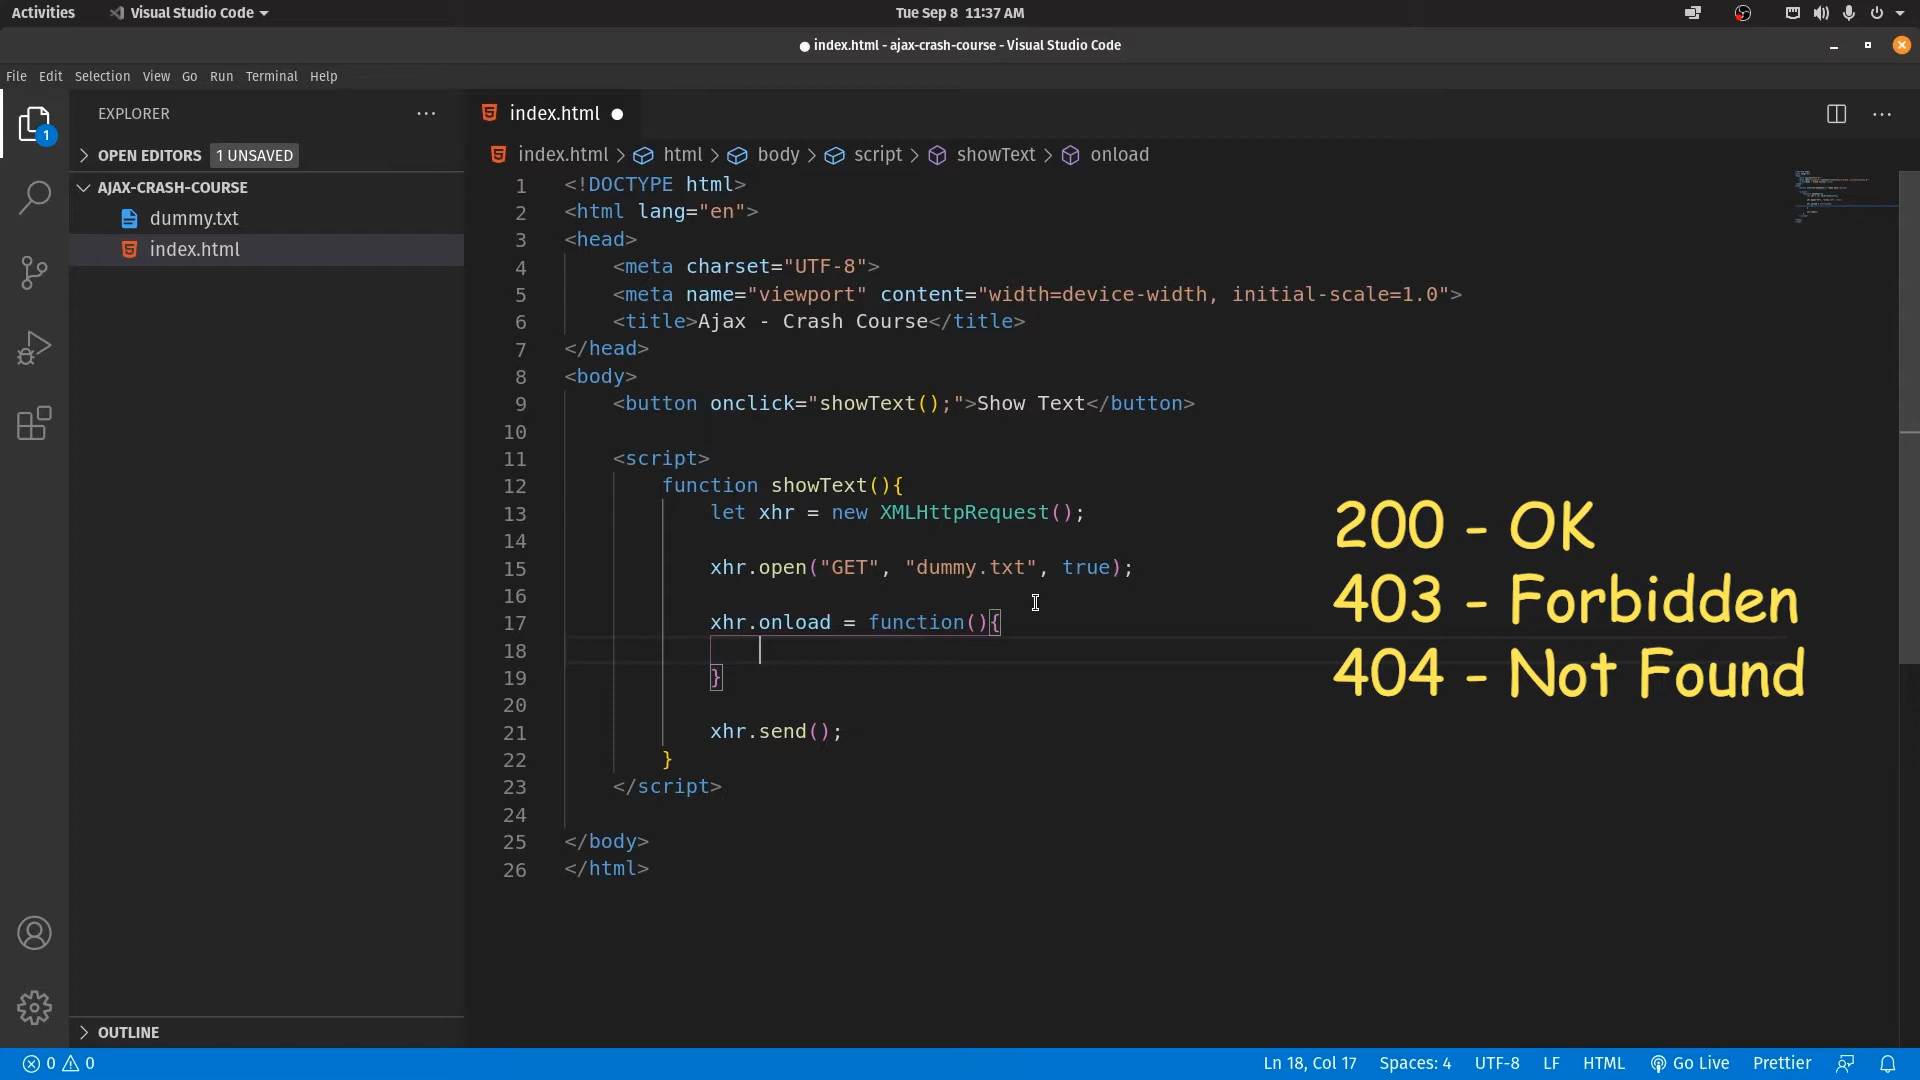 Activities
Visual Studio Code
Tue Sep 8 11:37 AM
index.html - ajax-crash-course - Visual Studio Code
File Edit Selection View Go Run Terminal Help
1
EXPLORER
OPEN EDITORS 1 UNSAVED
AJAX-CRASH-COURSE
dummy.txt
index.html
OUTLINE
index.html
index.html > html > body > script > showText > onload
1 <!DOCTYPE html>
2 <html lang="en">
3 <head>
4 <meta charset="UTF-8">
5 <meta name="viewport" content="width=device-width, initial-scale=1.0">
6 <title>Ajax - Crash Course</title>
7 </head>
8 <body>
9 <button onclick="showText();">Show Text</button>
10
11 <script>
12 function showText(){
13 let xhr = new XMLHttpRequest();
14
15 xhr.open("GET", "dummy.txt", true);
16
17 xhr.onload = function(){
18
19 }
20
21 xhr.send();
22 }
23 </script>
24
25 </body>
26 </html>
200 - OK
403 - Forbidden
404 - Not Found
0 0
Ln 18, Col 17 Spaces: 4 UTF-8 LF HTML Go Live Prettier